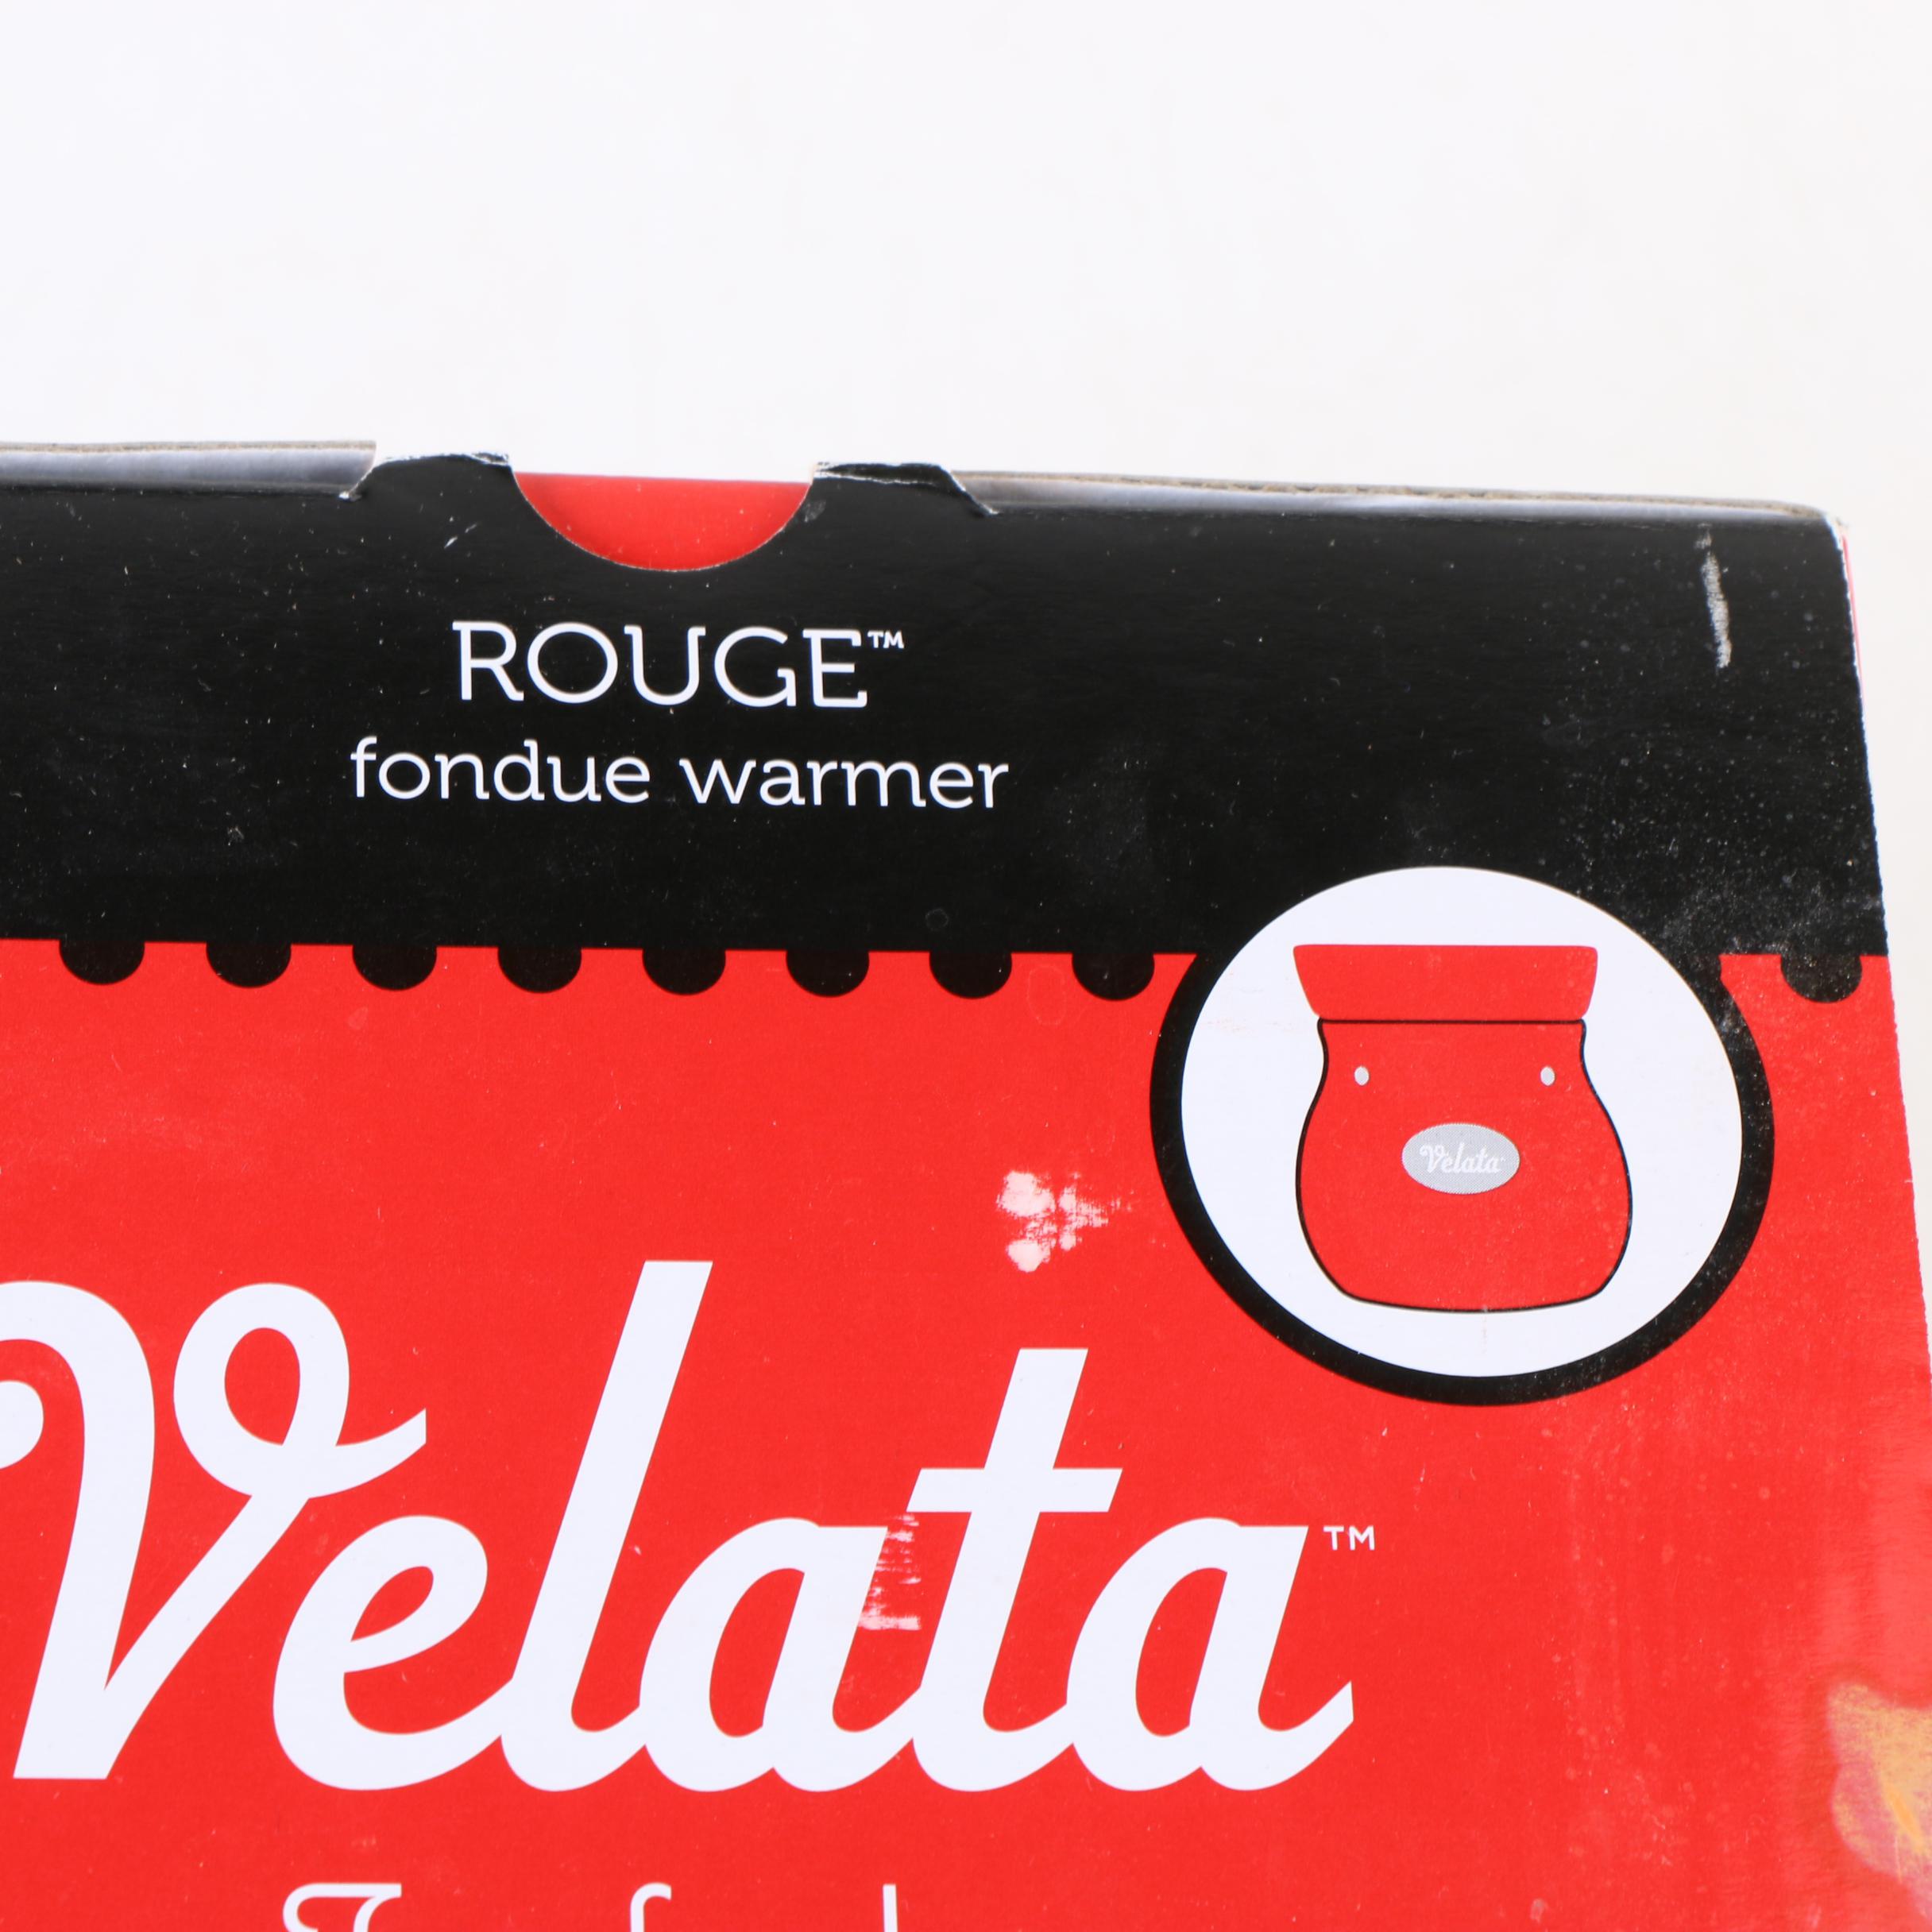 ROUGE™
fondue warmer
Velata
Velata™